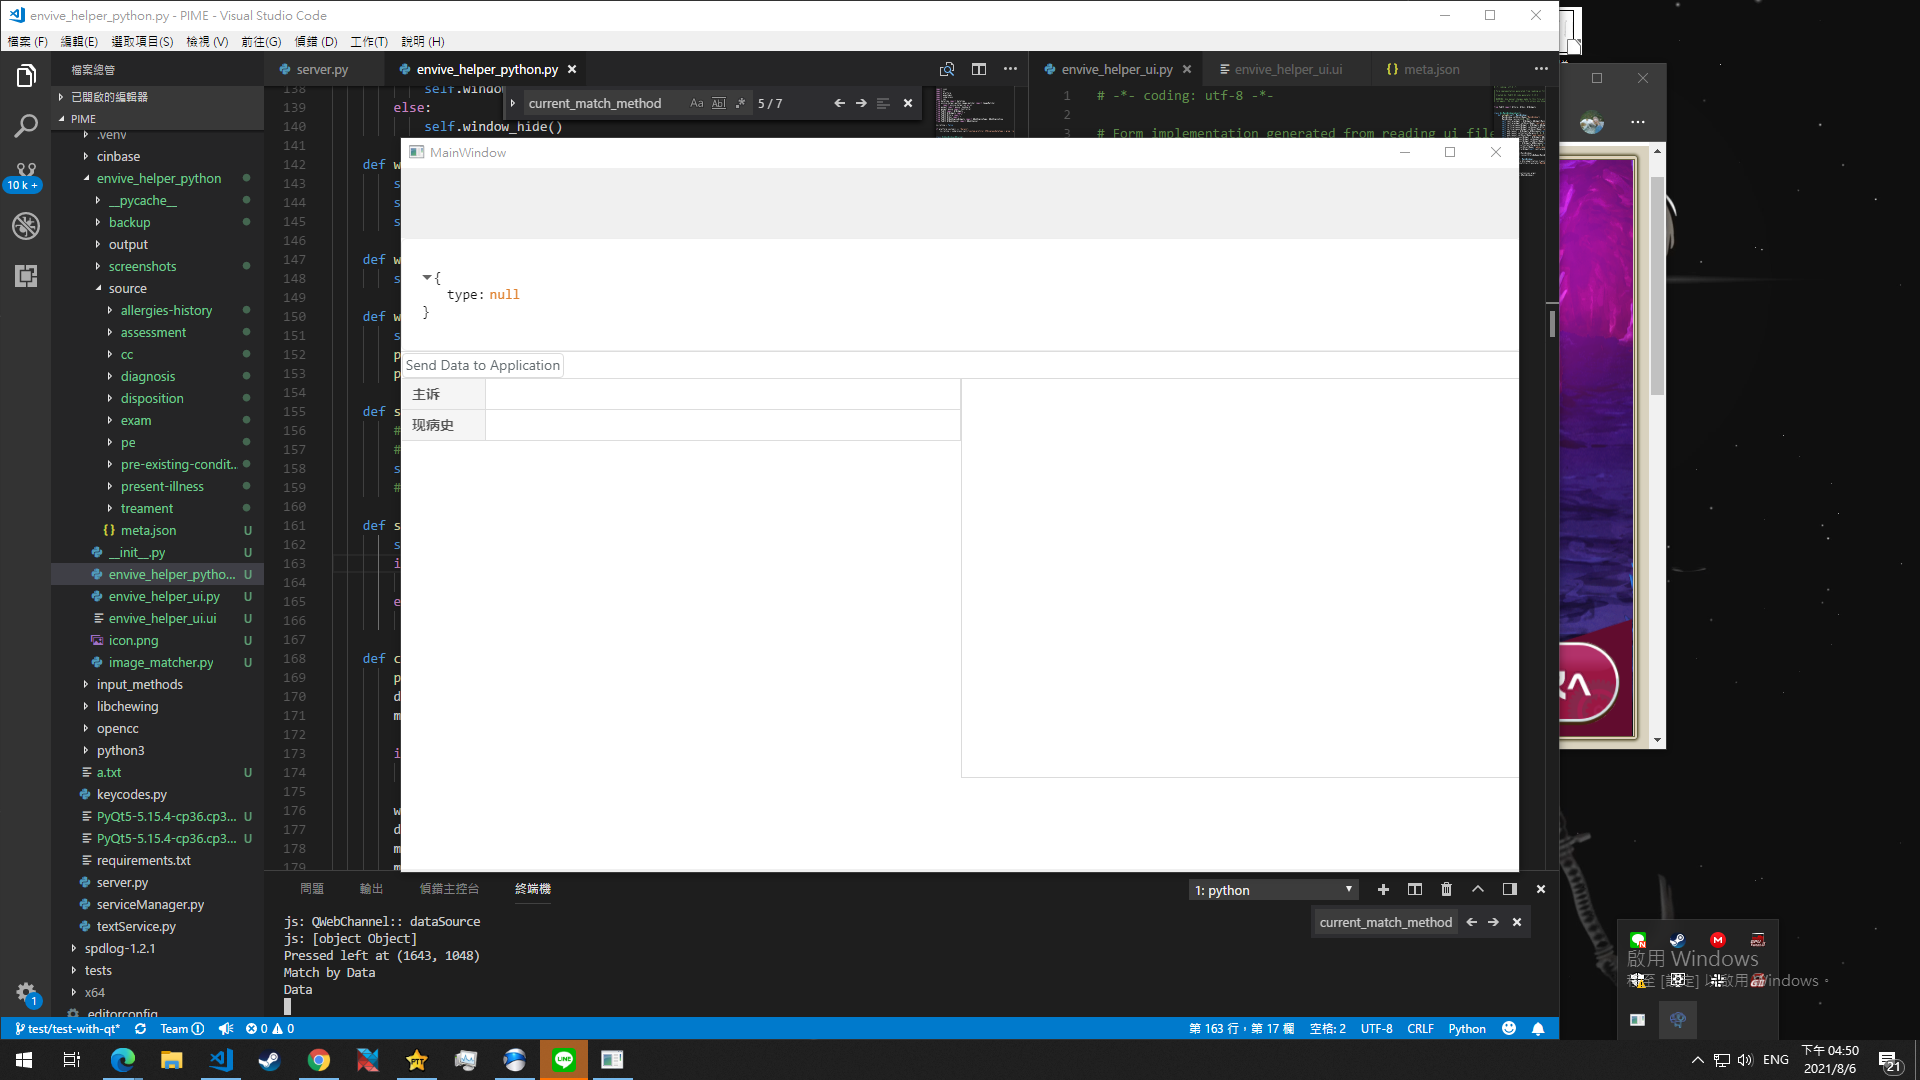 envive_helper_python.py - PIME - Visual Studio Code
檔案 (F) 編輯(E) 選取項目(S) 檢視 (V) 前往(G) 偵錯 (D) 工作(T) 說明 (H)
檔案總管
已開啟的編輯器
PIME
.venv
cinbase
envive_helper_python
__pycache__
backup
output
screenshots
source
allergies-history
assessment
cc
diagnosis
disposition
exam
pe
pre-existing-condit...
present-illness
treament
meta.json U
__init__.py U
envive_helper_pytho... U
envive_helper_ui.py U
envive_helper_ui.ui U
icon.png U
image_matcher.py U
input_methods
libchewing
opencc
python3
a.txt U
keycodes.py
PyQt5-5.15.4-cp36.cp3... U
PyQt5-5.15.4-cp36.cp3... U
requirements.txt
server.py
serviceManager.py
textService.py
spdlog-1.2.1
tests
x64
.editorconfig
10 k +
1
server.py envive_helper_python.py
current_match_method Aa Abl .* 5 / 7
138 self.window
139 else:
140 self.window_hide()
141
142 def w
143 s
144 s
145 s
146
147 def w
148 s
149
150 def w
151 s
152 p
153 p
154
155 def s
156 #
157 #
158 s
159 #
160
161 def s
162 s
163 i
164
165 e
166
167
168 def c
169 p
170 d
171 m
172
173 i
174
175
176 w
177 d
178 m
179 m
envive_helper_ui.py envive_helper_ui.ui meta.json
1 # -*- coding: utf-8 -*-
2
3 # Form implementation generated from reading ui file
MainWindow
{
type: null
}
Send Data to Application
主诉
现病史
問題 輸出 偵錯主控台 終端機
1: python
current_match_method
js: QWebChannel:: dataSource
js: [object Object]
Pressed left at (1643, 1048)
Match by Data
Data
test/test-with-qt* Team 0 0
第 163 行，第 17 欄 空格: 2 UTF-8 CRLF Python
啟用 Windows
ENG
下午 04:50
2021/8/6
21
PTT
LINE